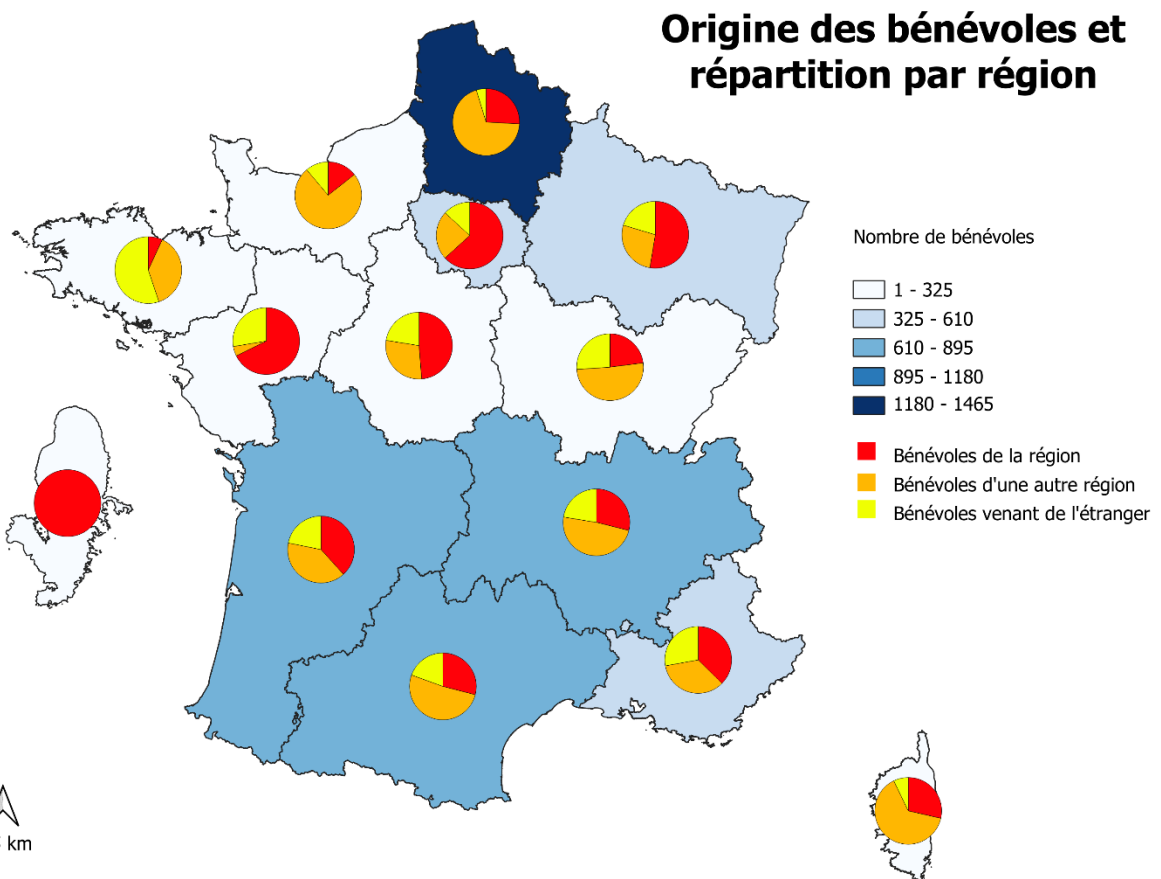 Origine des bénévoles et
répartition par région
Nombre de bénévoles
1 - 325
325 - 610
610 - 895
895 - 1180
1180 - 1465
Bénévoles de la région
Bénévoles d'une autre région
Bénévoles venant de l'étranger
km